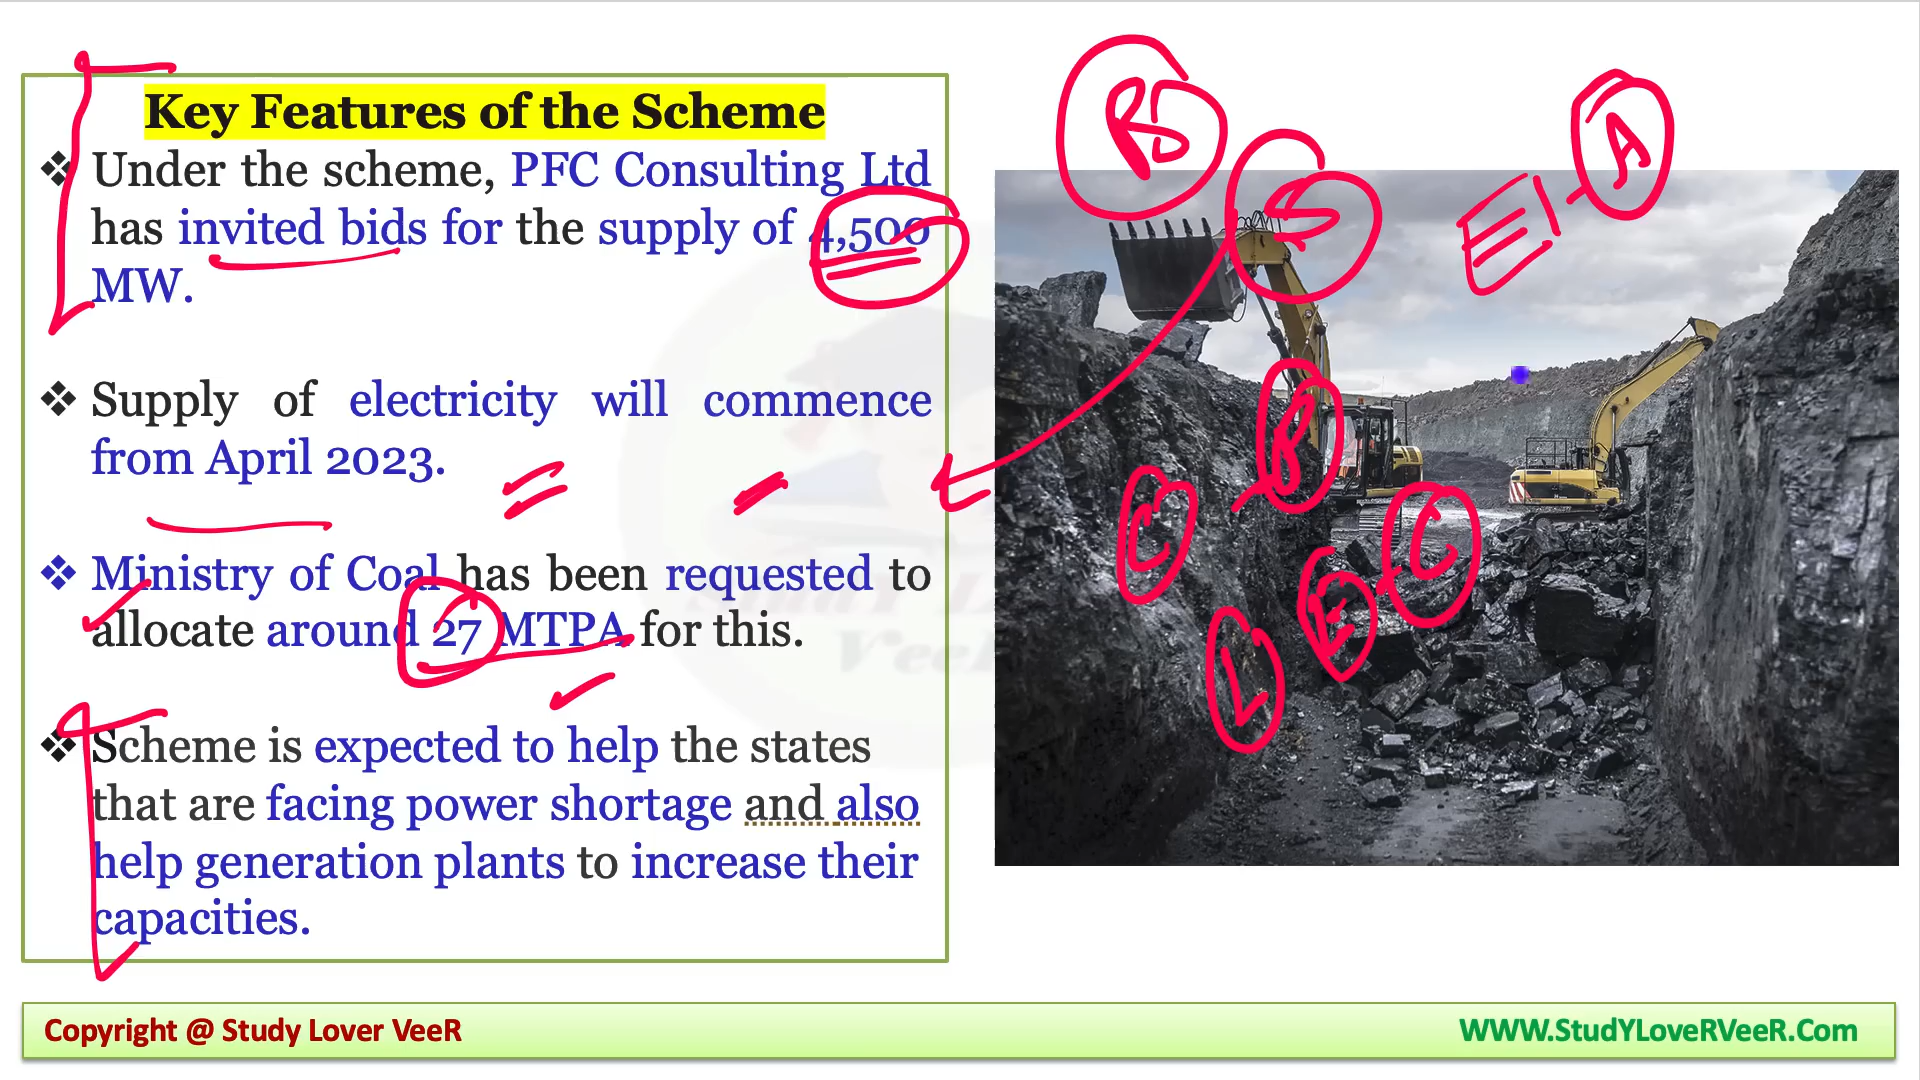 Key Features of the Scheme
❖ Under the scheme, PFC Consulting Ltd
has invited bids for the supply of 4,500
MW.
❖ Supply of electricity will commence
from April 2023.
❖ Ministry of Coal has been requested to
allocate around 27 MTPA for this.
❖ Scheme is expected to help the states
that are facing power shortage and also
help generation plants to increase their
capacities.
B
S
A
R
C
C
E
L
Copyright @ Study Lover VeeR
WWW.StudYLoveRVeeR.Com